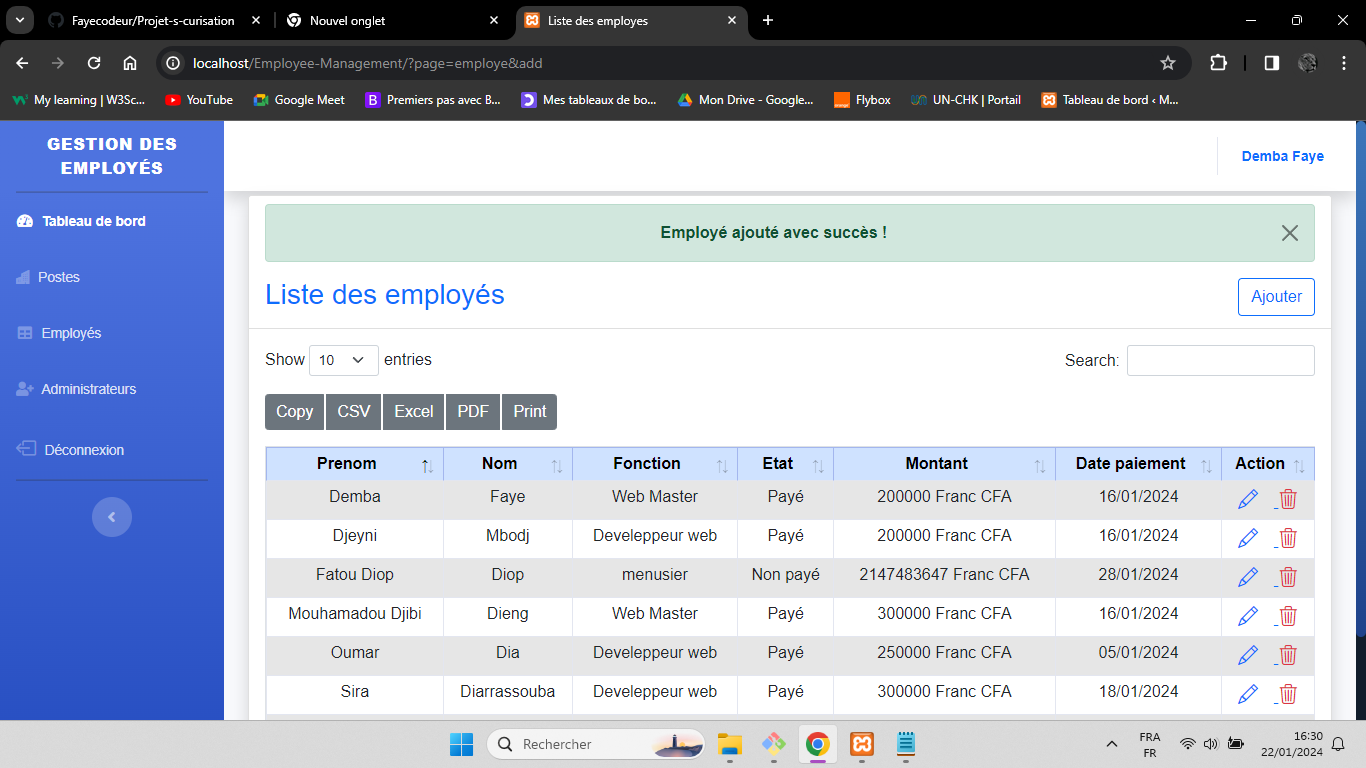 Fayecodeur/Projet-s-curisation
Nouvel onglet
Liste des employes
localhost/Employee-Management/?page=employe&add
My learning | W3Sc...
YouTube
Google Meet
B Premiers pas avec B...
Mes tableaux de bo...
Mon Drive - Google...
Flybox
UN-CHK | Portail
Tableau de bord ‹ M...
GESTION DES
EMPLOYÉS
Tableau de bord
Postes
Employés
Administrateurs
Déconnexion
Demba Faye
Employé ajouté avec succès !
Liste des employés
Ajouter
Show 10 entries
Search:
Copy CSV Excel PDF Print
Prenom Nom Fonction Etat Montant Date paiement Action
Demba Faye Web Master Payé 200000 Franc CFA 16/01/2024
Djeyni Mbodj Develeppeur web Payé 200000 Franc CFA 16/01/2024
Fatou Diop Diop menusier Non payé 2147483647 Franc CFA 28/01/2024
Mouhamadou Djibi Dieng Web Master Payé 300000 Franc CFA 16/01/2024
Oumar Dia Develeppeur web Payé 250000 Franc CFA 05/01/2024
Sira Diarrassouba Develeppeur web Payé 300000 Franc CFA 18/01/2024
Rechercher
FRA
FR
16:30
22/01/2024